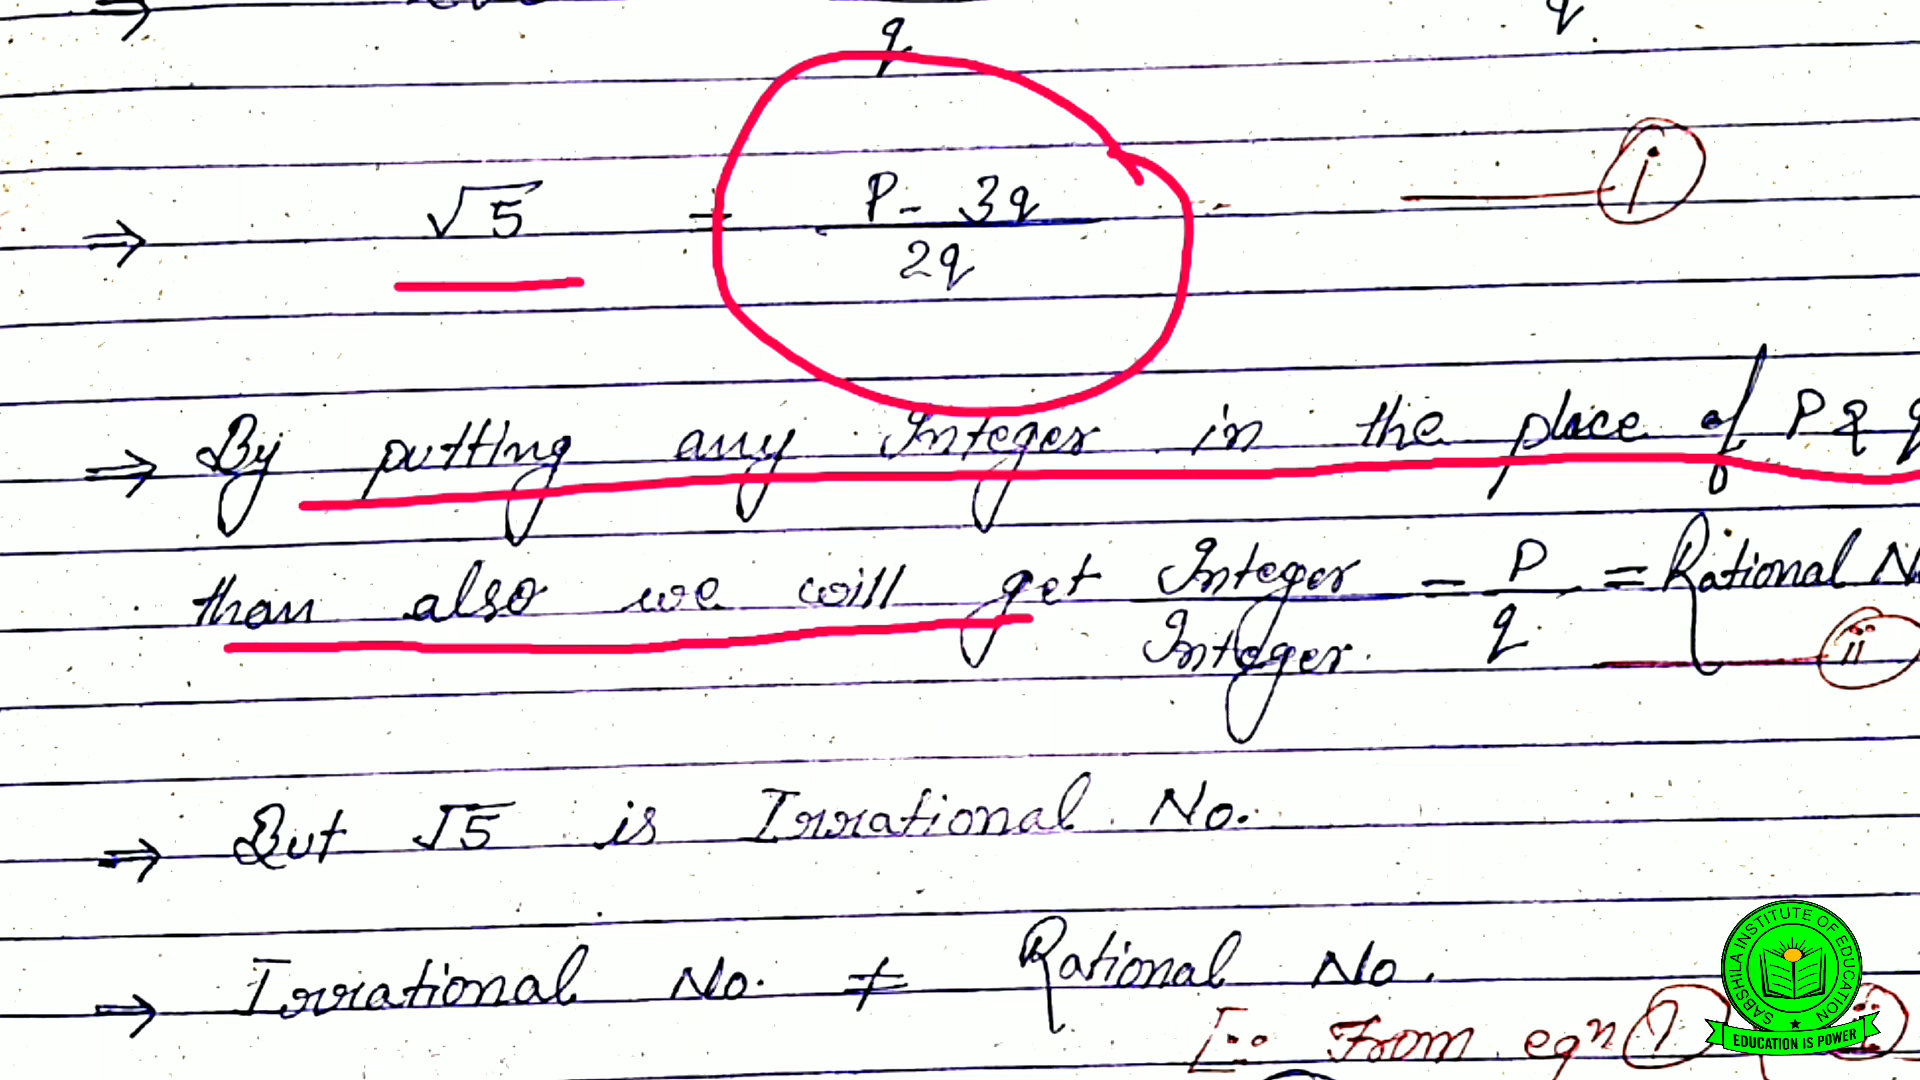 q q
⇒ √5 = P - 3q / 2q (i)
⇒ By putting any Integer in the place of P & q
than also we will get Integer / Integer. = P / q = Rational No (ii)
⇒ But √5 is Irrational No.
⇒ Irrational No. ≠ Rational No.
[∵ From eqn (i) (ii)
SABSHILA INSTITUTE OF EDUCATION
EDUCATION IS POWER